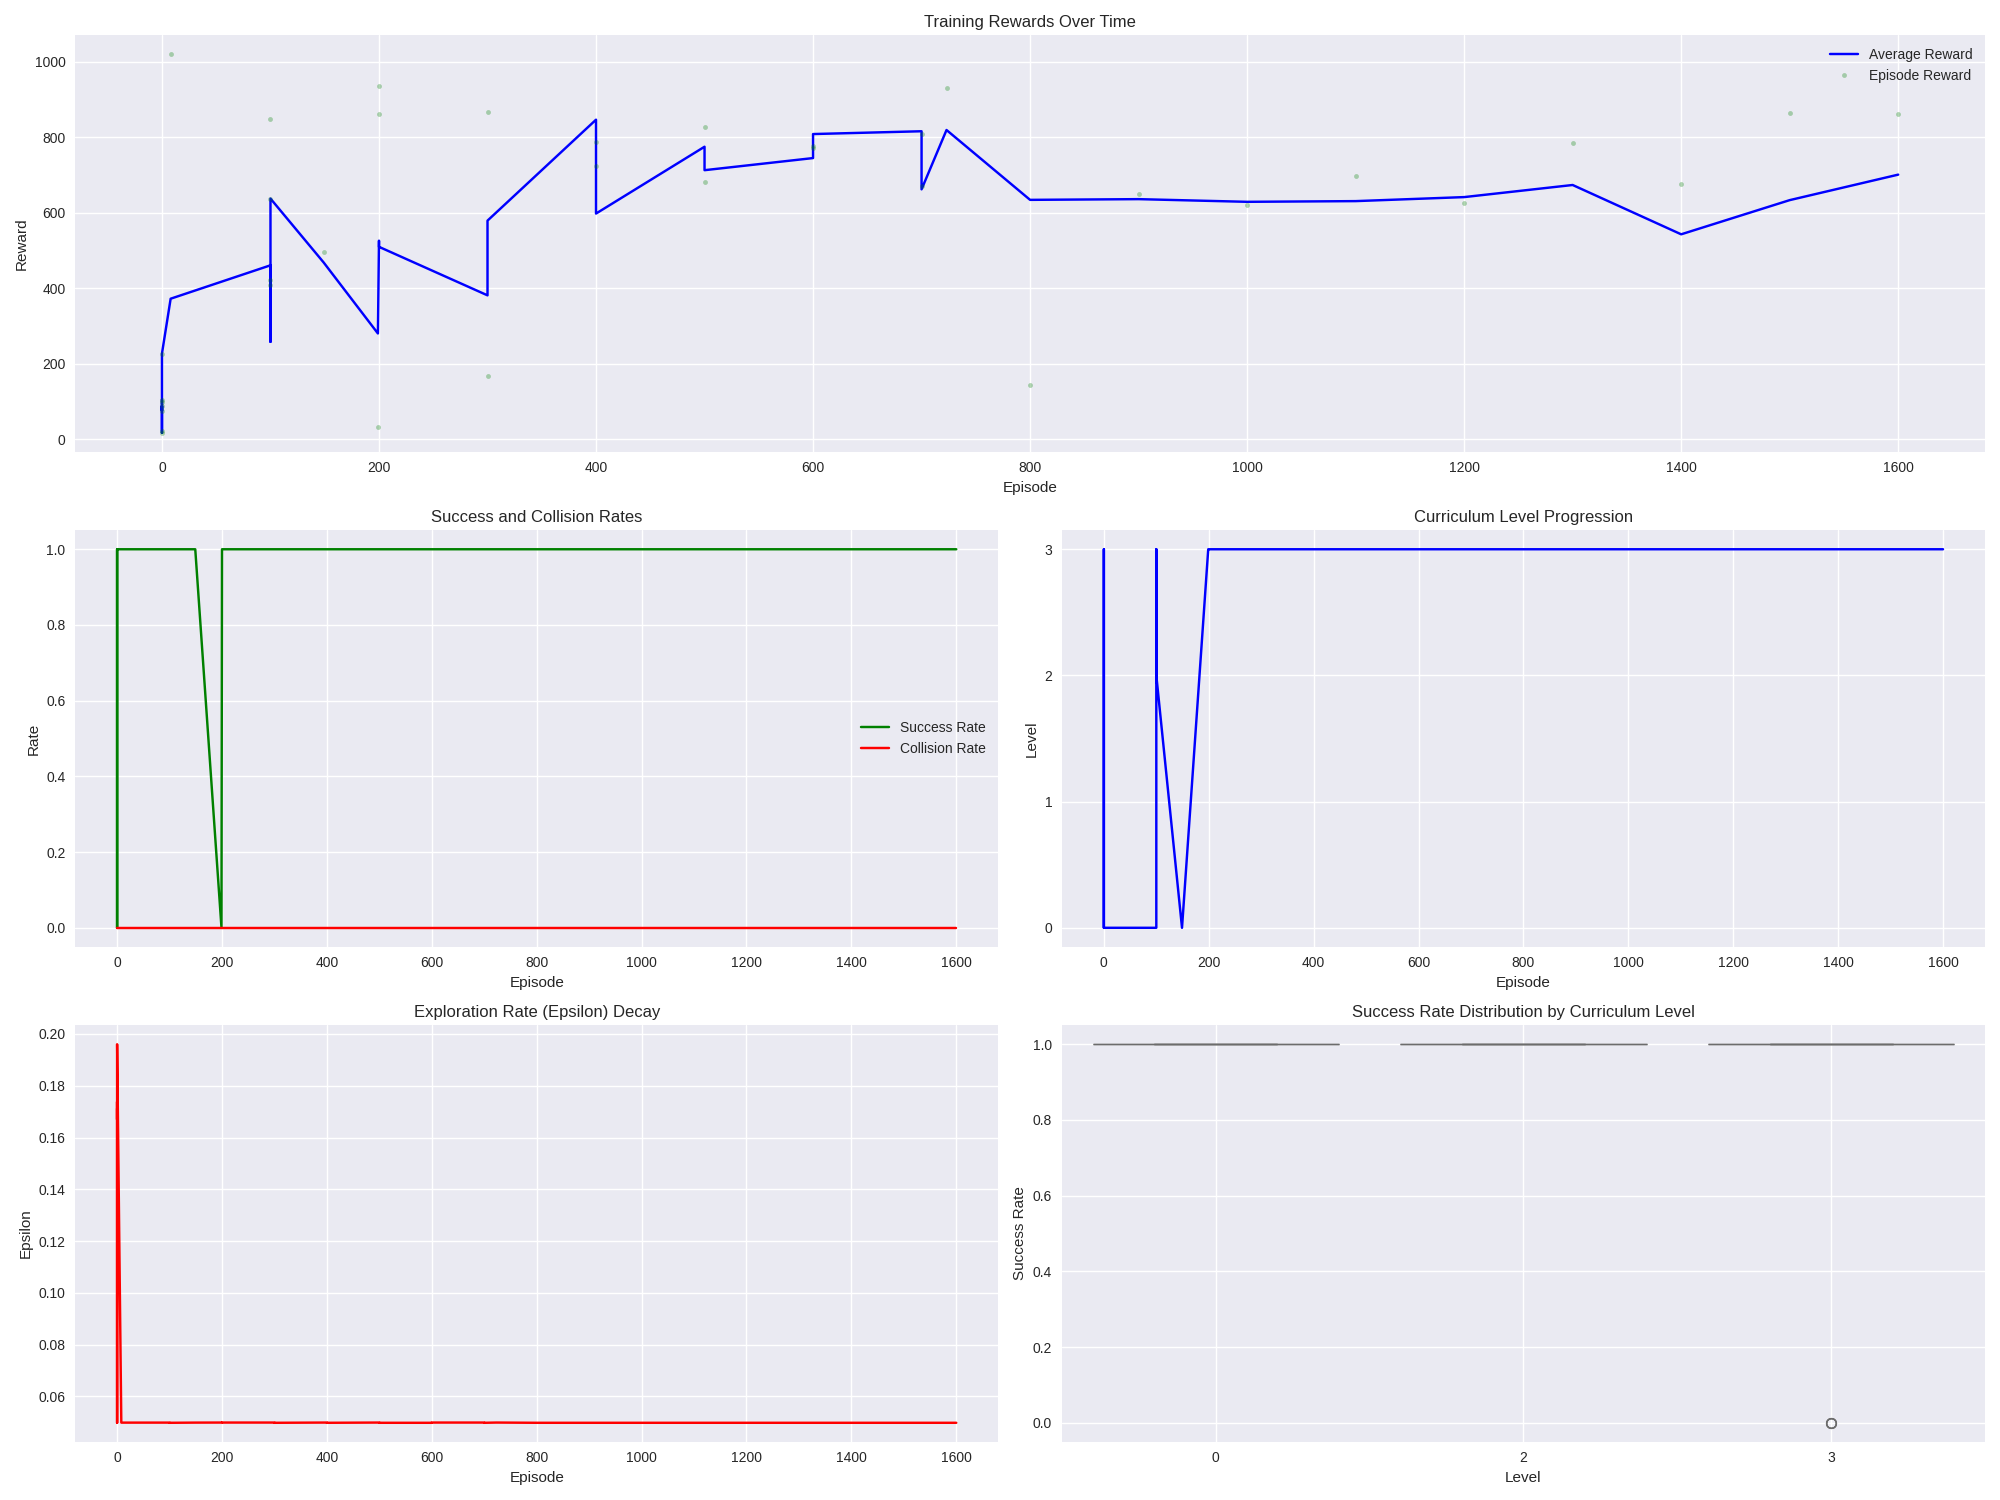 Training Rewards Over Time
Reward
1000
800
600
400
200
0
Average Reward
Episode Reward
0 200 400 600 800 1000 1200 1400 1600
Episode
Success and Collision Rates
Rate
1.0
0.8
0.6
0.4
0.2
0.0
Success Rate
Collision Rate
0 200 400 600 800 1000 1200 1400 1600
Episode
Curriculum Level Progression
Level
3
2
1
0
0 200 400 600 800 1000 1200 1400 1600
Episode
Exploration Rate (Epsilon) Decay
Epsilon
0.20
0.18
0.16
0.14
0.12
0.10
0.08
0.06
0 200 400 600 800 1000 1200 1400 1600
Episode
Success Rate Distribution by Curriculum Level
Success Rate
1.0
0.8
0.6
0.4
0.2
0.0
0 2 3
Level